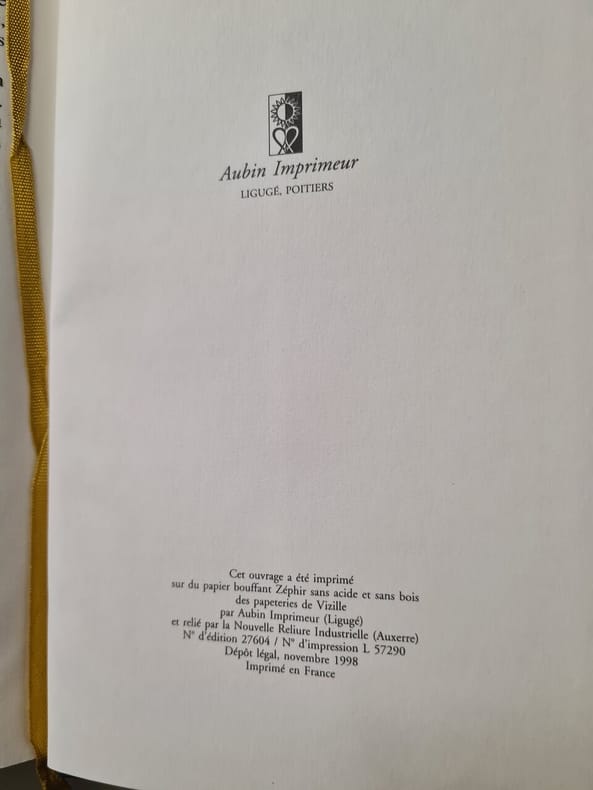 Aubin Imprimeur
LIGUGÉ, POITIERS
Cet ouvrage a été imprimé
sur du papier bouffant Zéphir sans acide et sans bois
des papeteries de Vizille
par Aubin Imprimeur (Ligugé)
et relié par la Nouvelle Reliure Industrielle (Auxerre)
N° d'édition 27604 / N° d'impression L 57290
Dépôt légal, novembre 1998
Imprimé en France